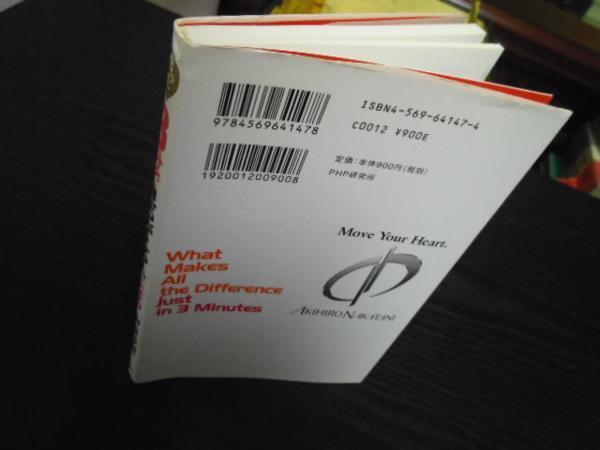 ISBN4-569-64147-4
C0012 ¥900E
9784569641478
定価：本体900円(税別)
PHP研究所
1920012009008
Move Your Heart.
What
Makes
All
the Difference
Just
in 3 Minutes
AKIHIRO NAKATANI